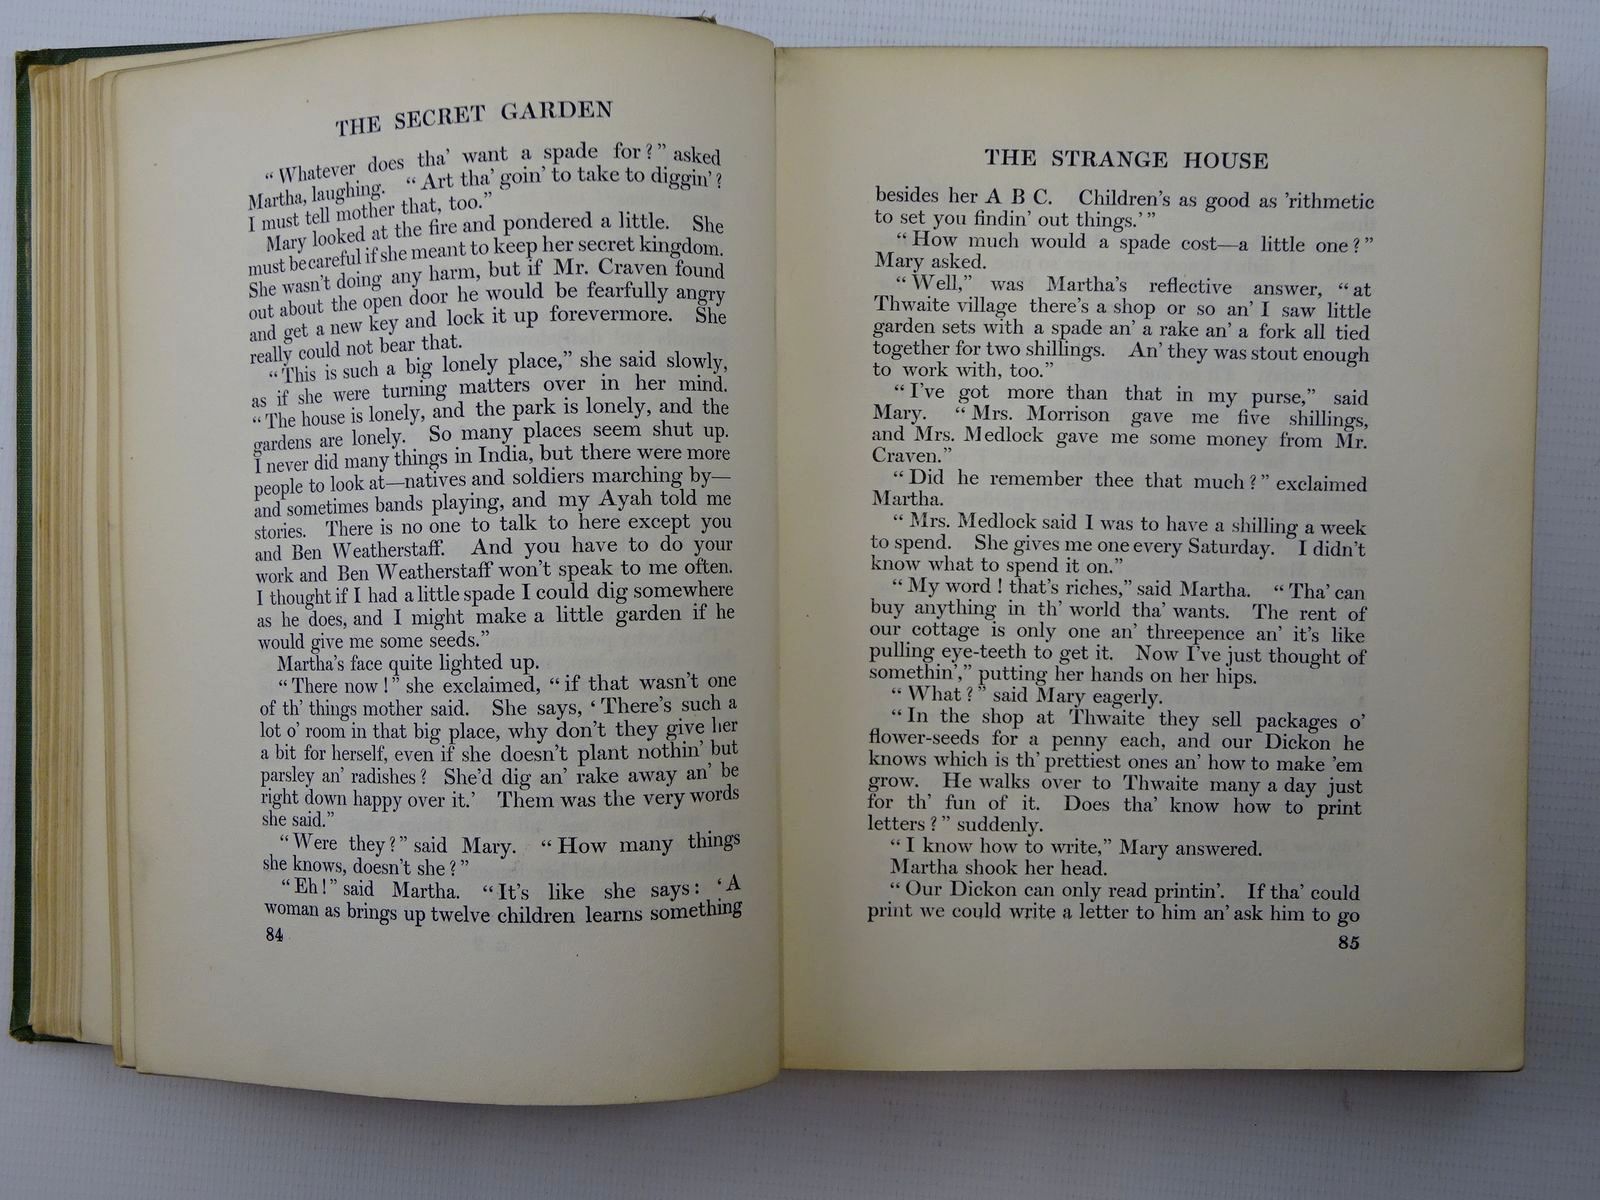 THE SECRET GARDEN
“Whatever does tha’ want a spade for?” asked
Martha, laughing. “Art tha’ goin’ to take to diggin’?
I must tell mother that, too.”
Mary looked at the fire and pondered a little. She
must be careful if she meant to keep her secret kingdom.
She wasn’t doing any harm, but if Mr. Craven found
out about the open door he would be fearfully angry
and get a new key and lock it up forevermore. She
really could not bear that.
“This is such a big lonely place,” she said slowly,
as if she were turning matters over in her mind.
“The house is lonely, and the park is lonely, and the
gardens are lonely. So many places seem shut up.
I never did many things in India, but there were more
people to look at—natives and soldiers marching by—
and sometimes bands playing, and my Ayah told me
stories. There is no one to talk to here except you
and Ben Weatherstaff. And you have to do your
work and Ben Weatherstaff won’t speak to me often.
I thought if I had a little spade I could dig somewhere
as he does, and I might make a little garden if he
would give me some seeds.”
Martha’s face quite lighted up.
“There now!” she exclaimed, “if that wasn’t one
of th’ things mother said. She says, ‘There’s such a
lot o’ room in that big place, why don’t they give her
a bit for herself, even if she doesn’t plant nothin’ but
parsley an’ radishes? She’d dig an’ rake away an’ be
right down happy over it.’ Them was the very words
she said.”
“Were they?” said Mary. “How many things
she knows, doesn’t she?”
“Eh!” said Martha. “It’s like she says: ‘A
woman as brings up twelve children learns something
84
THE STRANGE HOUSE
besides her A B C. Children’s as good as ’rithmetic
to set you findin’ out things.’”
“How much would a spade cost—a little one?”
Mary asked.
“Well,” was Martha’s reflective answer, “at
Thwaite village there’s a shop or so an’ I saw little
garden sets with a spade an’ a rake an’ a fork all tied
together for two shillings. An’ they was stout enough
to work with, too.”
“I’ve got more than that in my purse,” said
Mary. “Mrs. Morrison gave me five shillings,
and Mrs. Medlock gave me some money from Mr.
Craven.”
“Did he remember thee that much?” exclaimed
Martha.
“Mrs. Medlock said I was to have a shilling a week
to spend. She gives me one every Saturday. I didn’t
know what to spend it on.”
“My word! that’s riches,” said Martha. “Tha’ can
buy anything in th’ world tha’ wants. The rent of
our cottage is only one an’ threepence an’ it’s like
pulling eye-teeth to get it. Now I’ve just thought of
somethin’,” putting her hands on her hips.
“What?” said Mary eagerly.
“In the shop at Thwaite they sell packages o’
flower-seeds for a penny each, and our Dickon he
knows which is th’ prettiest ones an’ how to make ’em
grow. He walks over to Thwaite many a day just
for th’ fun of it. Does tha’ know how to print
letters?” suddenly.
“I know how to write,” Mary answered.
Martha shook her head.
“Our Dickon can only read printin’. If tha’ could
print we could write a letter to him an’ ask him to go
85